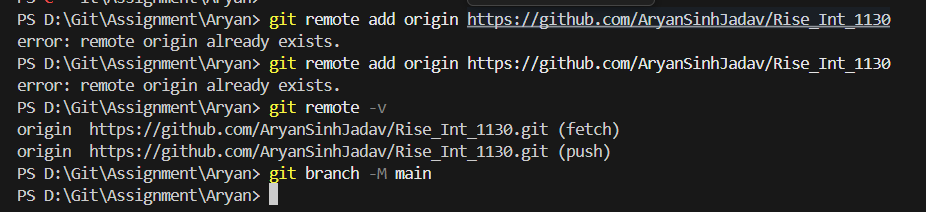 PS D:\Git\Assignment\Aryan> git remote add origin https://github.com/AryanSinhJadav/Rise_Int_1130
error: remote origin already exists.
PS D:\Git\Assignment\Aryan> git remote add origin https://github.com/AryanSinhJadav/Rise_Int_1130
error: remote origin already exists.
PS D:\Git\Assignment\Aryan> git remote -v
origin  https://github.com/AryanSinhJadav/Rise_Int_1130.git (fetch)
origin  https://github.com/AryanSinhJadav/Rise_Int_1130.git (push)
PS D:\Git\Assignment\Aryan> git branch -M main
PS D:\Git\Assignment\Aryan>